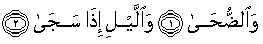 وَالضُّحَىٰ ۝١ وَالَّيْلِ إِذَا سَجَىٰ ۝٢